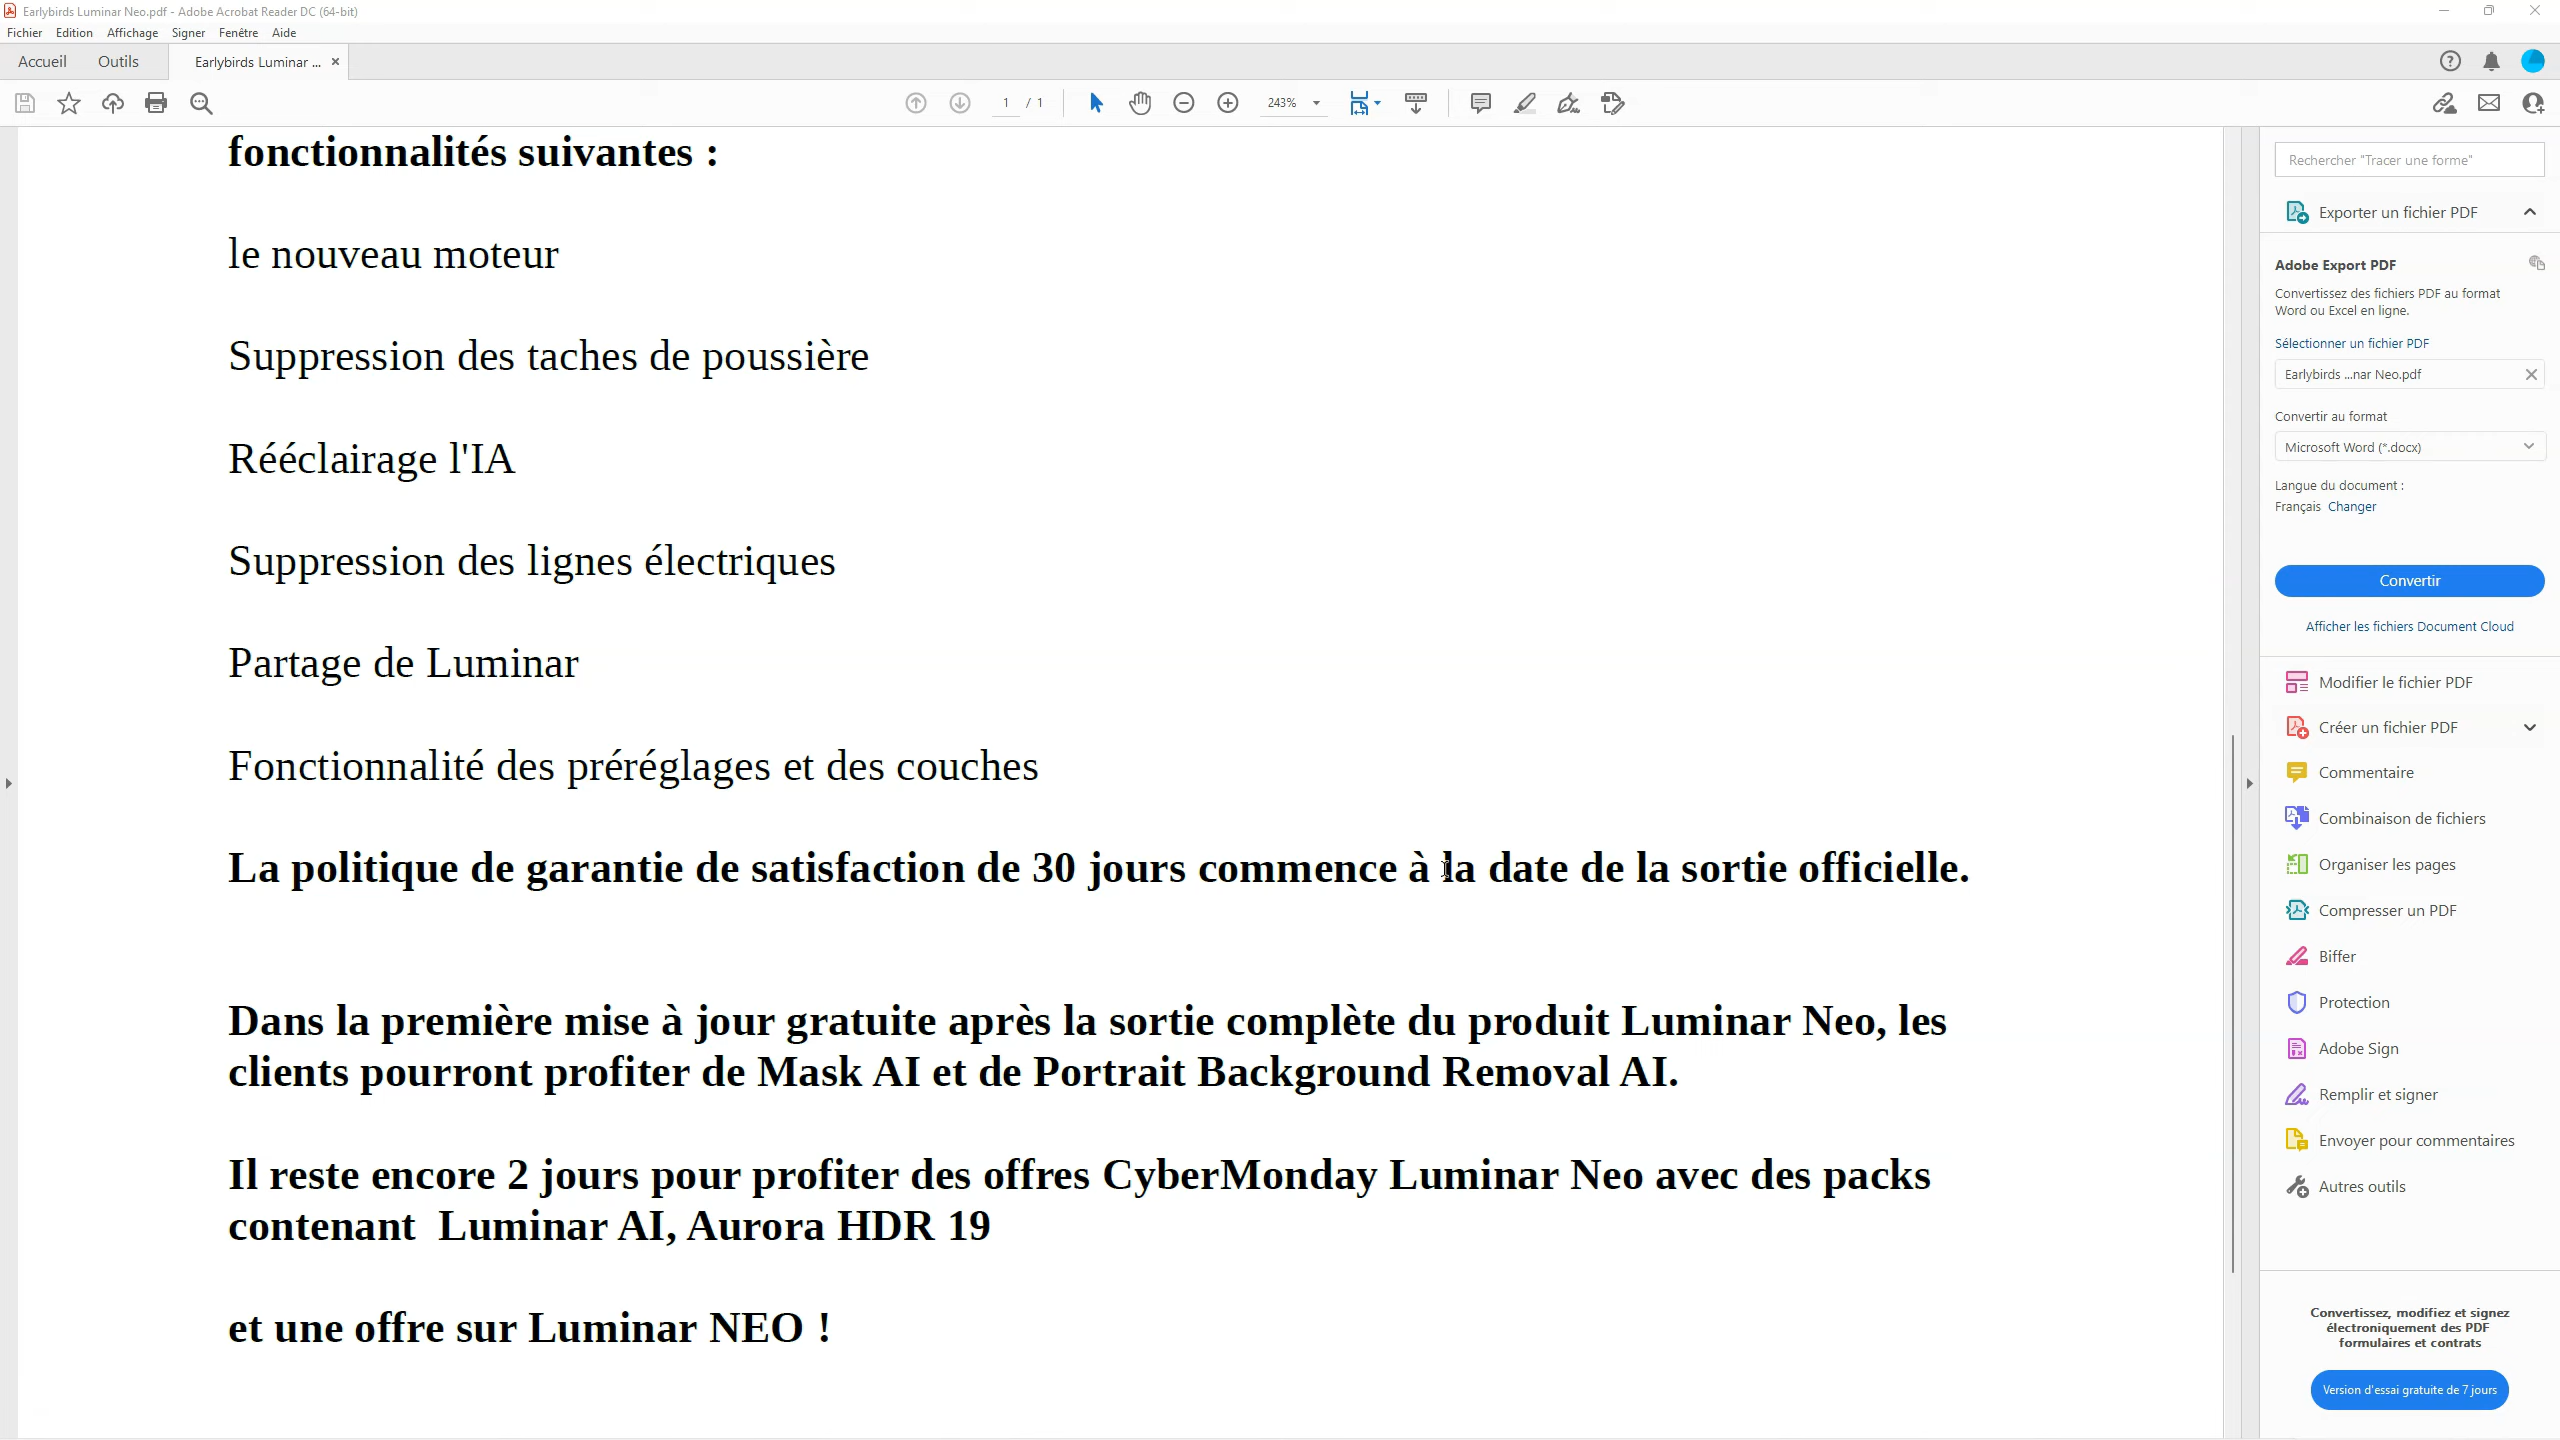 Earlybirds Luminar Neo.pdf - Adobe Acrobat Reader DC (64-bit)
Fichier Edition Affichage Signer Fenêtre Aide
Accueil Outils Earlybirds Luminar ...
1 / 1 243%
fonctionnalités suivantes :
le nouveau moteur
Suppression des taches de poussière
Rééclairage l'IA
Suppression des lignes électriques
Partage de Luminar
Fonctionnalité des préréglages et des couches
La politique de garantie de satisfaction de 30 jours commence à la date de la sortie officielle.
Dans la première mise à jour gratuite après la sortie complète du produit Luminar Neo, les
clients pourront profiter de Mask AI et de Portrait Background Removal AI.
Il reste encore 2 jours pour profiter des offres CyberMonday Luminar Neo avec des packs
contenant  Luminar AI, Aurora HDR 19
et une offre sur Luminar NEO !
Rechercher "Tracer une forme"
Exporter un fichier PDF
Adobe Export PDF
Convertissez des fichiers PDF au format
Word ou Excel en ligne.
Sélectionner un fichier PDF
Earlybirds ...nar Neo.pdf
Convertir au format
Microsoft Word (*.docx)
Langue du document :
Français Changer
Convertir
Afficher les fichiers Document Cloud
Modifier le fichier PDF
Créer un fichier PDF
Commentaire
Combinaison de fichiers
Organiser les pages
Compresser un PDF
Biffer
Protection
Adobe Sign
Remplir et signer
Envoyer pour commentaires
Autres outils
Convertissez, modifiez et signez
électroniquement des PDF
formulaires et contrats
Version d'essai gratuite de 7 jours